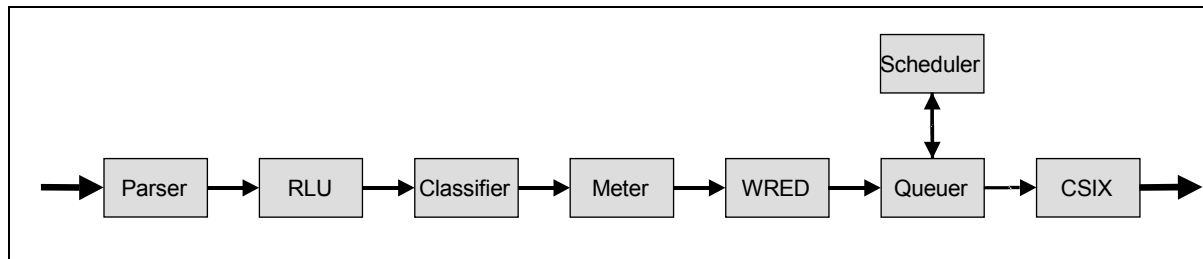 Scheduler
Parser
RLU
Classifier
Meter
WRED
Queuer
CSIX